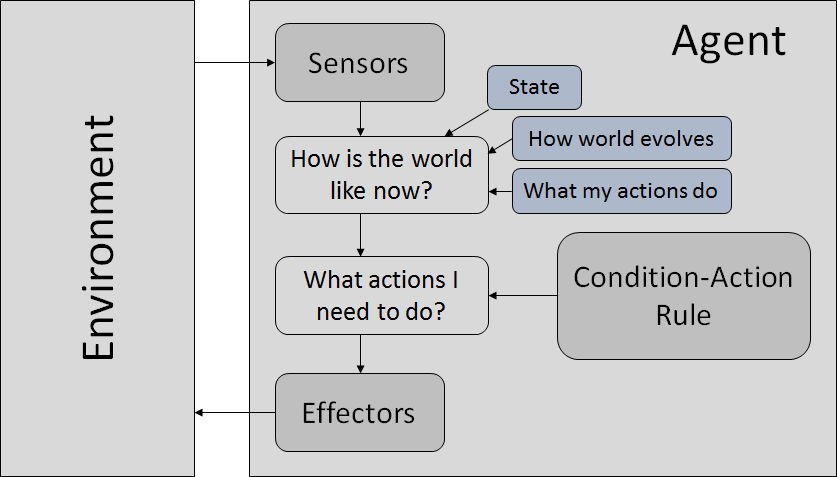 Environment
Agent
Sensors
State
How world evolves
How is the world
like now?
What my actions do
What actions I
need to do?
Condition-Action
Rule
Effectors